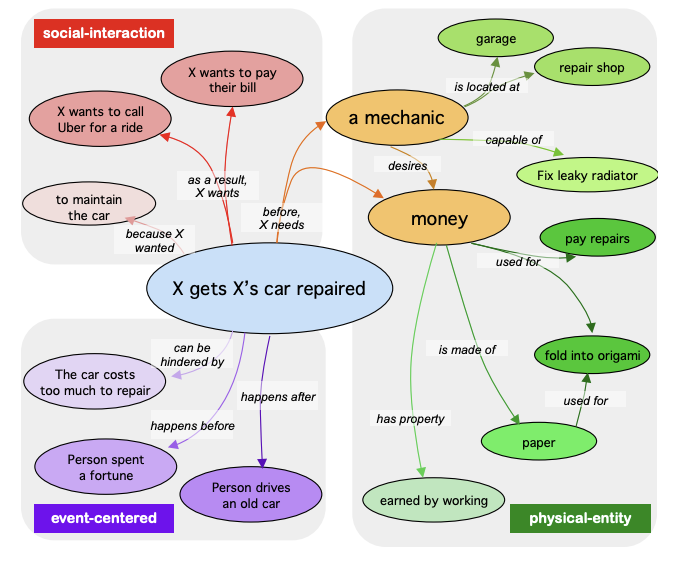 social-interaction
X wants to pay
their bill
X wants to call
Uber for a ride
as a result,
X wants
to maintain
the car
because X
wanted
before,
X needs
X gets X's car repaired
garage
repair shop
is located at
a mechanic
capable of
Fix leaky radiator
desires
money
pay repairs
used for
fold into origami
is made of
used for
has property
paper
earned by working
physical-entity
can be
hindered by
The car costs
too much to repair
happens after
happens before
Person spent
a fortune
Person drives
an old car
event-centered